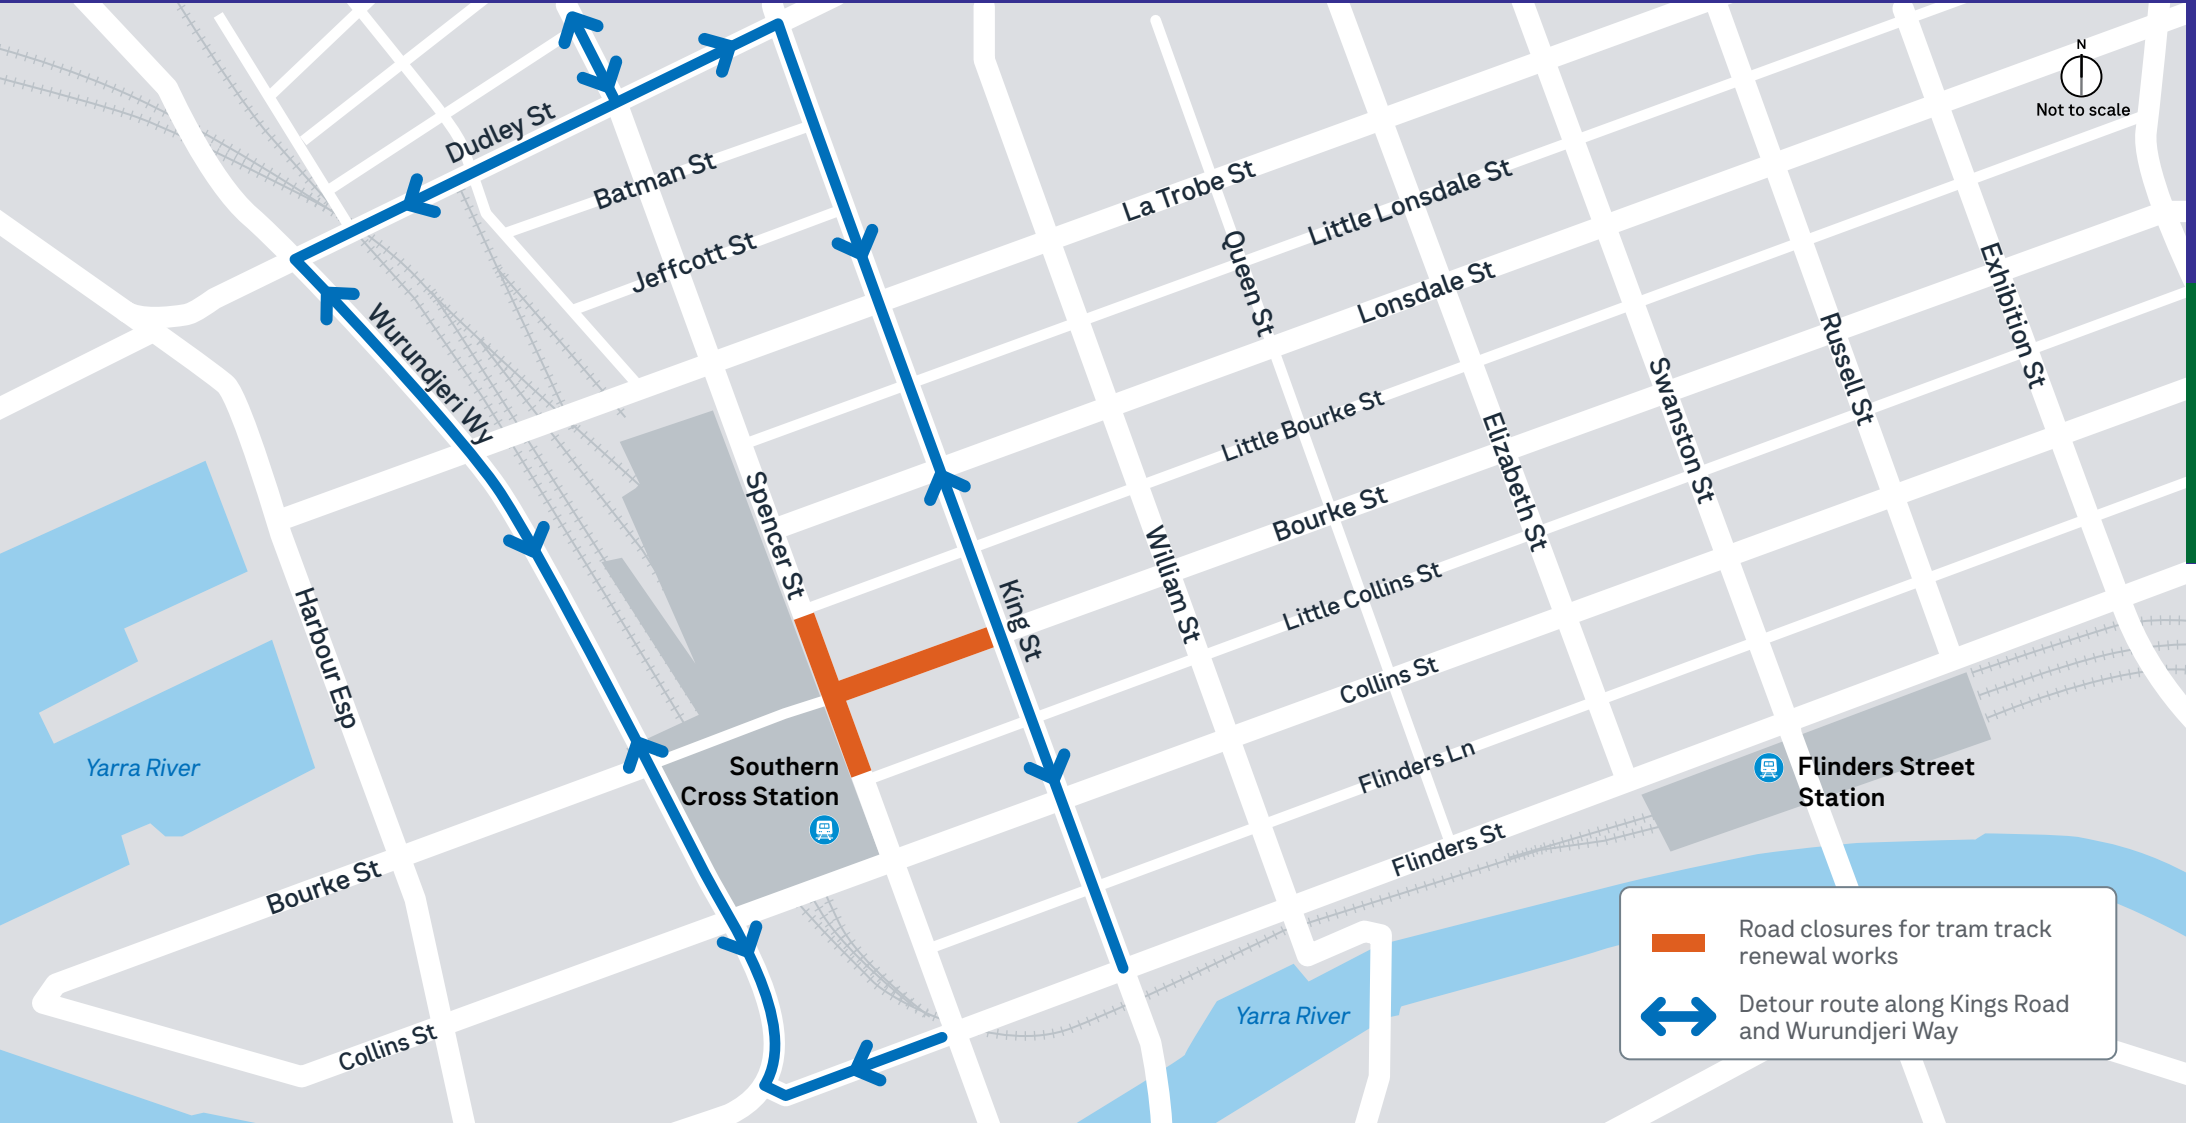 N
Not to scale
Dudley St
Batman St
Jeffcott St
La Trobe St
Little Lonsdale St
Lonsdale St
Queen St
Exhibition St
Russell St
Swanston St
Elizabeth St
Wurundjeri Wy
Little Bourke St
Bourke St
Spencer St
William St
King St
Little Collins St
Collins St
Harbour Esp
Flinders Ln
Flinders St
Yarra River
Southern
Cross Station
Flinders Street
Station
Bourke St
Collins St
Yarra River
Road closures for tram track
renewal works
Detour route along Kings Road
and Wurundjeri Way